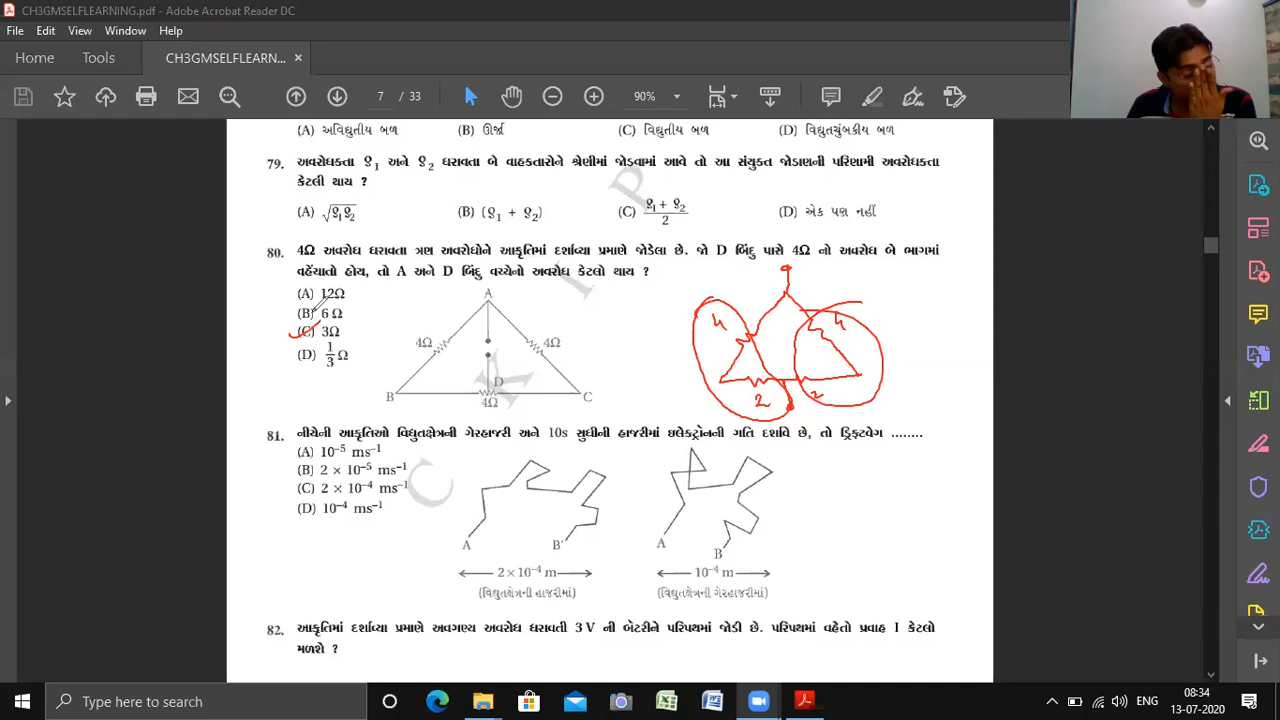 CH3GMSELFLEARNING.pdf - Adobe Acrobat Reader DC
File Edit View Window Help
Home Tools CH3GMSELFLEARN... ×
7 / 33 90%
(A) અવિદ્યુતીય બળ (B) ઊર્જા (C) વિદ્યુતીય બળ (D) વિદ્યુતચુંબકીય બળ
79. અવરોધકતા ϱ₁ અને ϱ₂ ધરાવતા બે વાહકતારોને શ્રેણીમાં જોડવામાં આવે તો આ સંયુક્ત જોડાણની પરિણામી અવરોધકતા
કેટલી થાય ?
(A) √ϱ₁ϱ₂ (B) (ϱ₁ + ϱ₂) (C) (ϱ₁ + ϱ₂)/2 (D) એક પણ નહીં
80. 4Ω અવરોધ ધરાવતા ત્રણ અવરોધોને આકૃતિમાં દર્શાવ્યા પ્રમાણે જોડેલા છે. જો D બિંદુ પાસે 4Ω નો અવરોધ બે ભાગમાં
વહેંચાતો હોય, તો A અને D બિંદુ વચ્ચેનો અવરોધ કેટલો થાય ?
(A) 12Ω
(B) 6 Ω
(C) 3Ω
(D) 1/3 Ω
A
4Ω 4Ω
D
B 4Ω C
4 4
2 2
81. નીચેની આકૃતિઓ વિદ્યુતક્ષેત્રની ગેરહાજરી અને 10s સુધીની હાજરીમાં ઇલેક્ટ્રોનની ગતિ દર્શાવે છે, તો ડ્રિફ્ટવેગ ........
(A) 10⁻⁵ ms⁻¹
(B) 2 × 10⁻⁵ ms⁻¹
(C) 2 × 10⁻⁴ ms⁻¹
(D) 10⁻⁴ ms⁻¹
A B' A B
2 × 10⁻⁴ m 10⁻⁴ m
(વિદ્યુતક્ષેત્રની હાજરીમાં) (વિદ્યુતક્ષેત્રની ગેરહાજરીમાં)
82. આકૃતિમાં દર્શાવ્યા પ્રમાણે અવગણ્ય અવરોધ ધરાવતી 3 V ની બેટરીને પરિપથમાં જોડી છે. પરિપથમાં વહેતો પ્રવાહ I કેટલો
મળશે ?
C K I P
Type here to search
ENG 08:34
13-07-2020